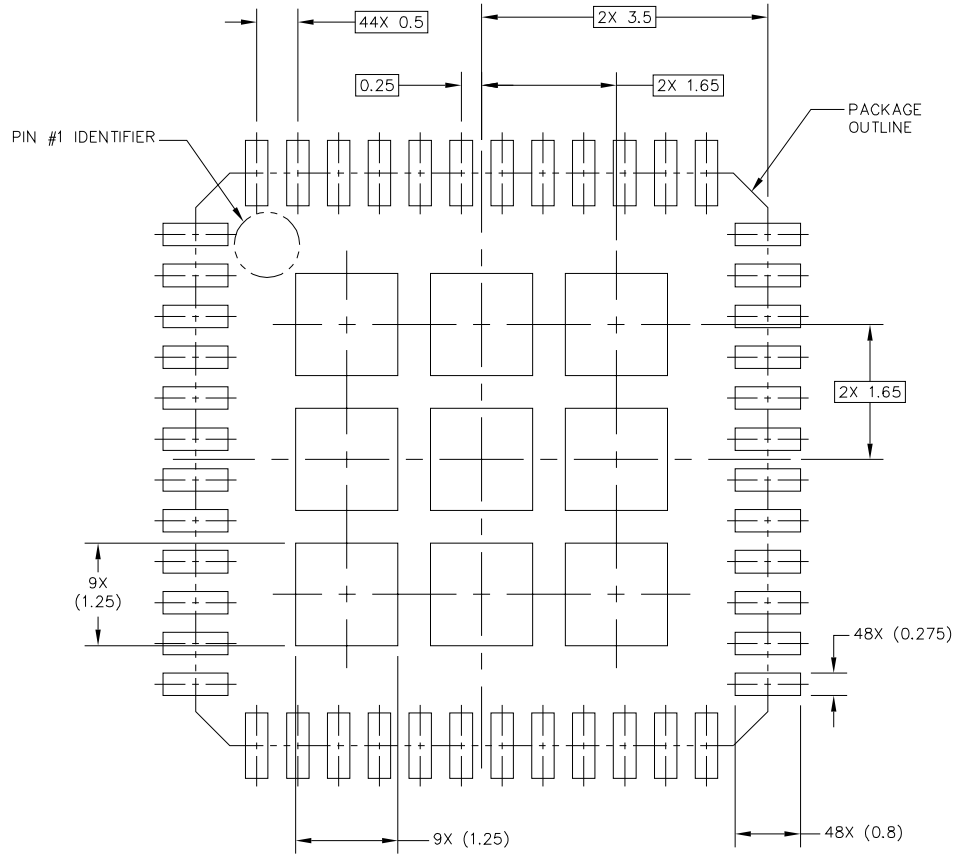 44X 0.5
2X 3.5
0.25
2X 1.65
PACKAGE
OUTLINE
PIN #1 IDENTIFIER
2X 1.65
9X
(1.25)
48X (0.275)
9X (1.25)
48X (0.8)